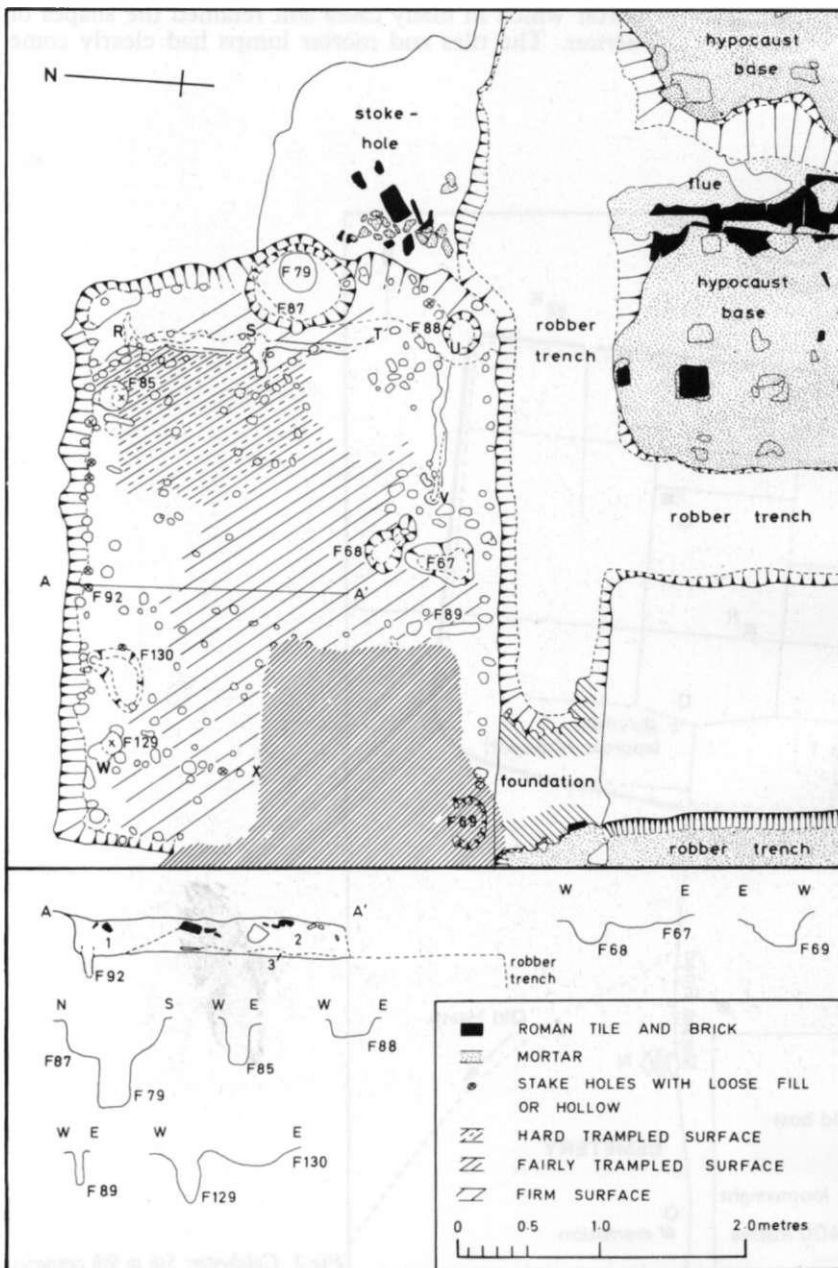 N
stoke-
hole
hypocaust
base
flue
F79
F87
R
S
T
F88
U
robber
trench
hypocaust
base
F85
V
robber trench
F68
F67
A
A'
F92
F89
F130
F129
W
X
foundation
F69
robber trench
A
A'
1
2
3
F92
robber
trench
W E
F68
F67
E W
F69
N S
F87
F79
W E
F85
W E
F88
W E
F89
W E
F129
F130
ROMAN TILE AND BRICK
MORTAR
STAKE HOLES WITH LOOSE FILL
OR HOLLOW
HARD TRAMPLED SURFACE
FAIRLY TRAMPLED SURFACE
FIRM SURFACE
0 0.5 1.0 2.0 metres